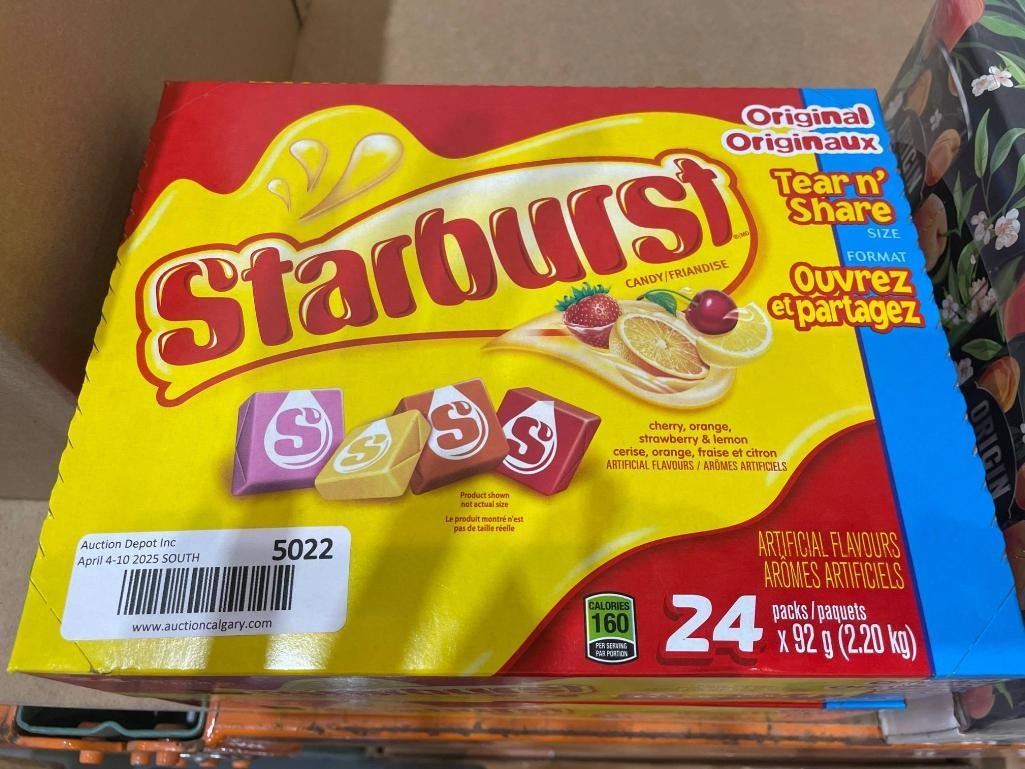 Original
Originaux
Tear n'
Share
SIZE
FORMAT
Ouvrez
et partagez
Starburst
CANDY/FRIANDISE
S
S
S
S
cherry, orange,
strawberry & lemon
cerise, orange, fraise et citron
ARTIFICIAL FLAVOURS / ARÔMES ARTIFICIELS
Product shown
not actual size
Le produit montré n'est
pas de taille réelle
Auction Depot Inc
April 4-10 2025 SOUTH
5022
www.auctioncalgary.com
ARTIFICIAL FLAVOURS
ARÔMES ARTIFICIELS
CALORIES
160
PER SERVING
PAR PORTION
24
packs / paquets
x 92 g (2.20 kg)
ORIGIN
ORIGIN